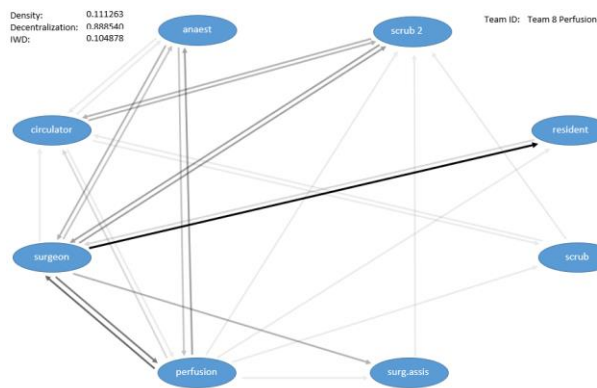 Density: 0.111263
Decentralization: 0.888540
IWD: 0.104878
Team ID: Team 8 Perfusion
anaest
scrub 2
circulator
resident
surgeon
scrub
perfusion
surg.assis